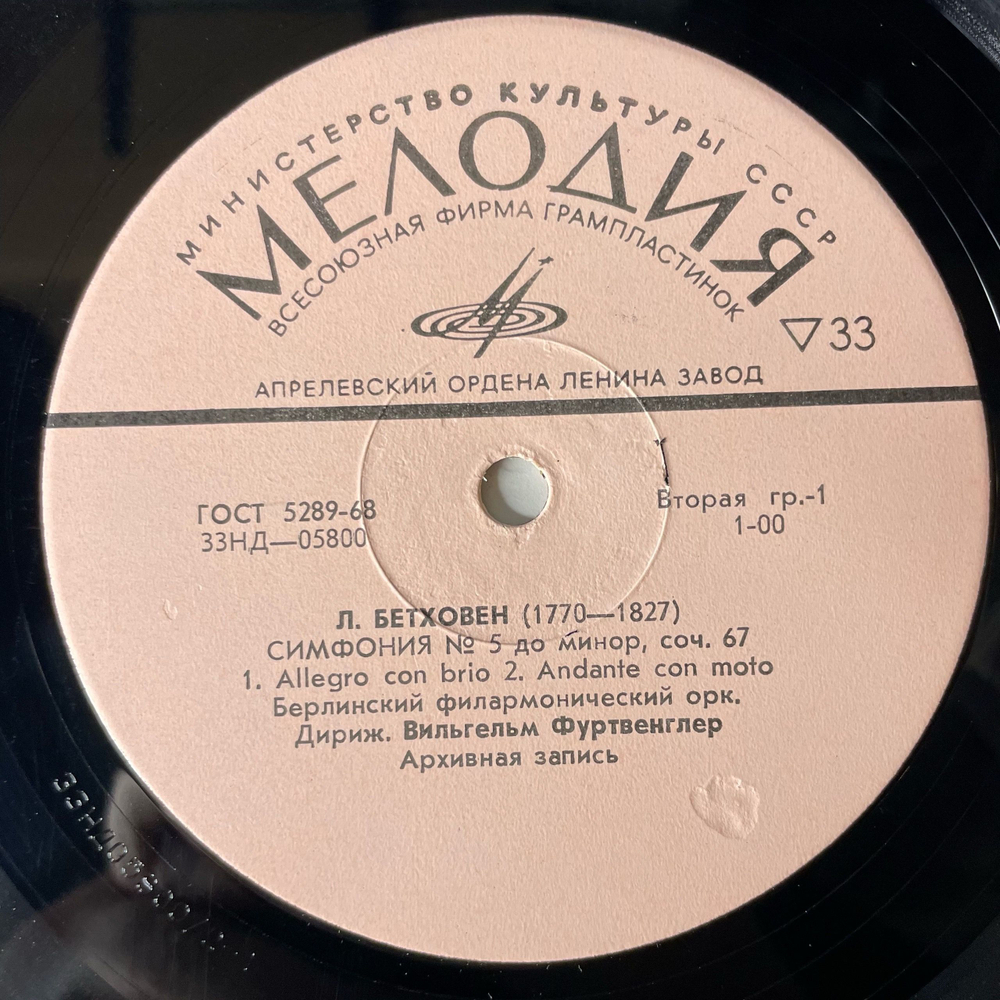 МИНИСТЕРСТВО КУЛЬТУРЫ СССР
МЕЛОДИЯ
ВСЕСОЮЗНАЯ ФИРМА ГРАМПЛАСТИНОК
33
АПРЕЛЕВСКИЙ ОРДЕНА ЛЕНИНА ЗАВОД
ГОСТ 5289-68
33НД—05800
Вторая гр.-1
1-00
Л. БЕТХОВЕН (1770—1827)
СИМФОНИЯ № 5 до минор, соч. 67
1. Allegro con brio 2. Andante con moto
Берлинский филармонический орк.
Дириж. Вильгельм Фуртвенглер
Архивная запись